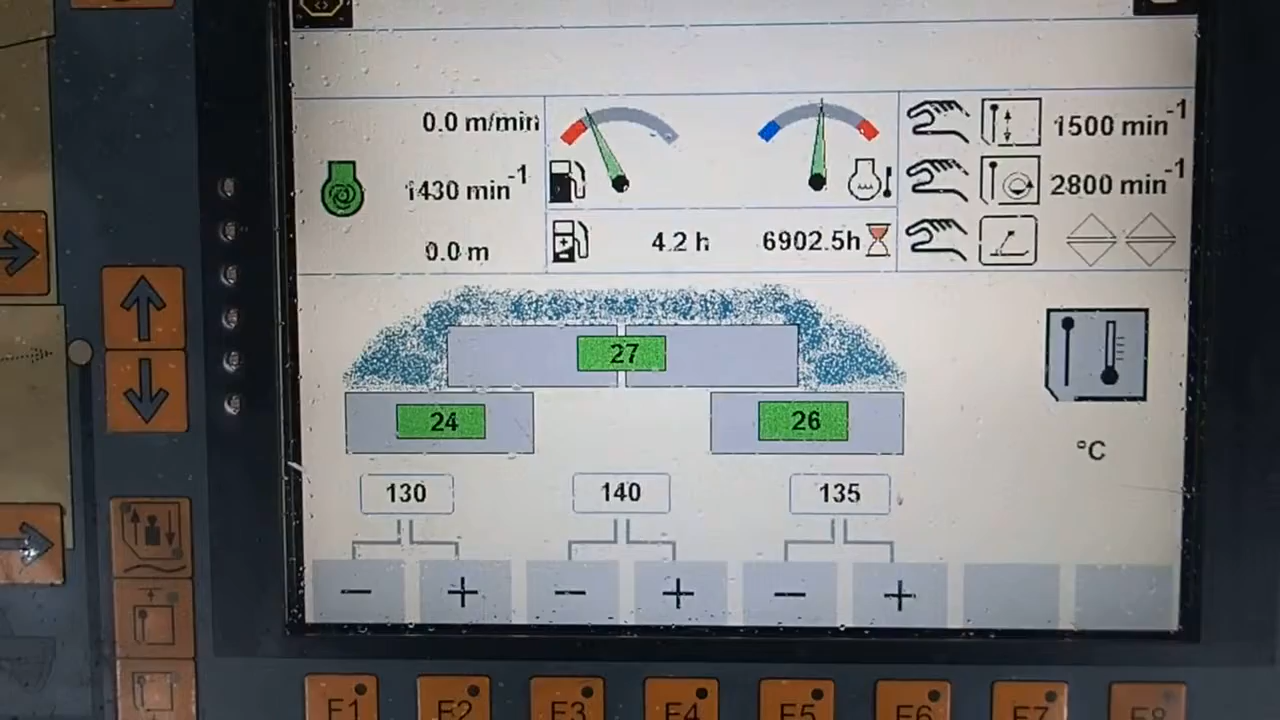 0.0 m/min
1430 min-1
0.0 m
4.2 h
6902.5h
1500 min-1
2800 min-1
27
24
26
°C
130
140
135
− + − + − +
F1 F2 F3 F4 F5 F6 F7 F8